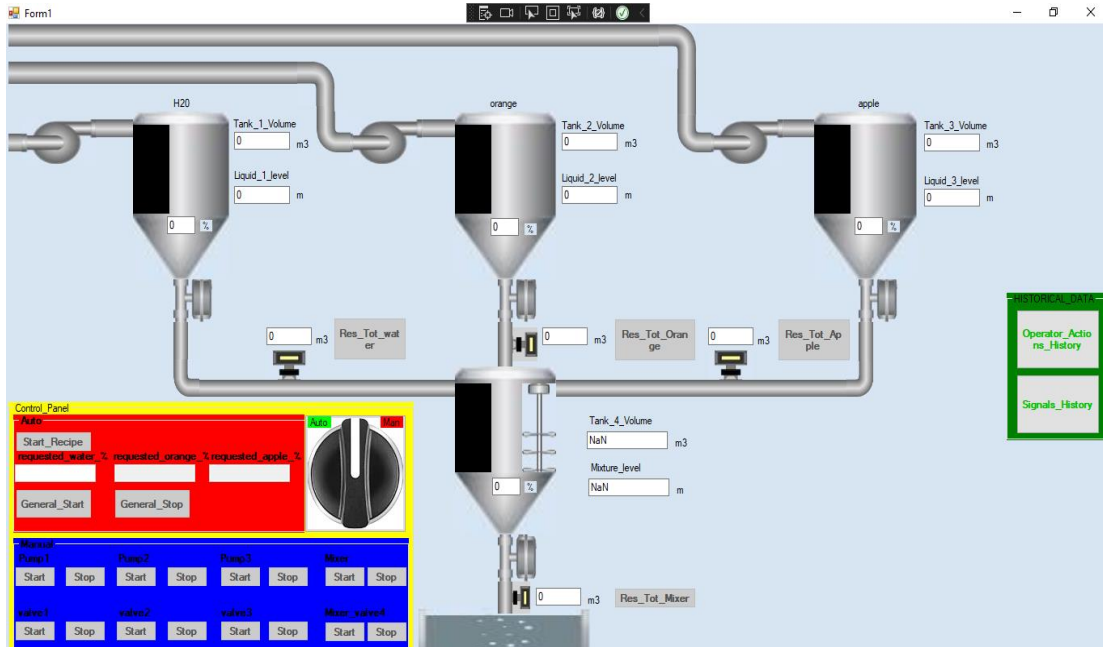 Form1
H20
orange
apple
Tank_1_Volume
0 m3
Tank_2_Volume
0 m3
Tank_3_Volume
0 m3
Liquid_1_level
0 m
Liquid_2_level
0 m
Liquid_3_level
0 m
0 %
0 %
0 %
HISTORICAL_DATA
Operator_Actio
ns_History
Signals_History
0 m3
Res_Tot_wat
er
0 m3
Res_Tot_Oran
ge
0 m3
Res_Tot_Ap
ple
Tank_4_Volume
NaN m3
Mixture_level
NaN m
0 %
0 m3
Res_Tot_Mixer
Control_Panel
Auto
Start_Recipe
requested_water_% requested_orange_% requested_apple_%
General_Start General_Stop
Auto Man
Manual
Pump1 Pump2 Pump3 Mixer
Start Stop Start Stop Start Stop Start Stop
valve1 valve2 valve3 Mixer_valve4
Start Stop Start Stop Start Stop Start Stop